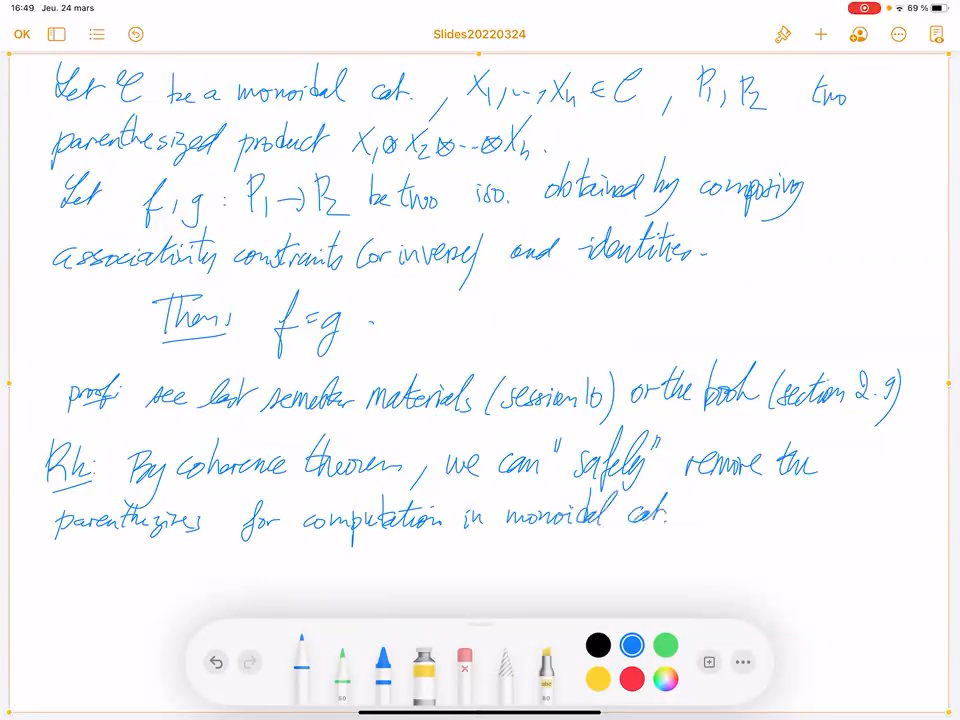 16:49 Jeu. 24 mars
69 %
OK
Slides20220324
Let C be a monoidal cat., X1,..., Xn ∈ C, P1, P2 two
parenthesized product X1⊗X2⊗...⊗Xn.
Let f, g : P1 → P2 be two iso. obtained by composing
associativity constraints (or inverse) and identities.
Then: f = g.
proof: see last semester materials (session 10) or the book (section 2.9)
Rk: By coherence theorem, we can "safely" remove the
parenthesizes for computation in monoidal cat.
50
80